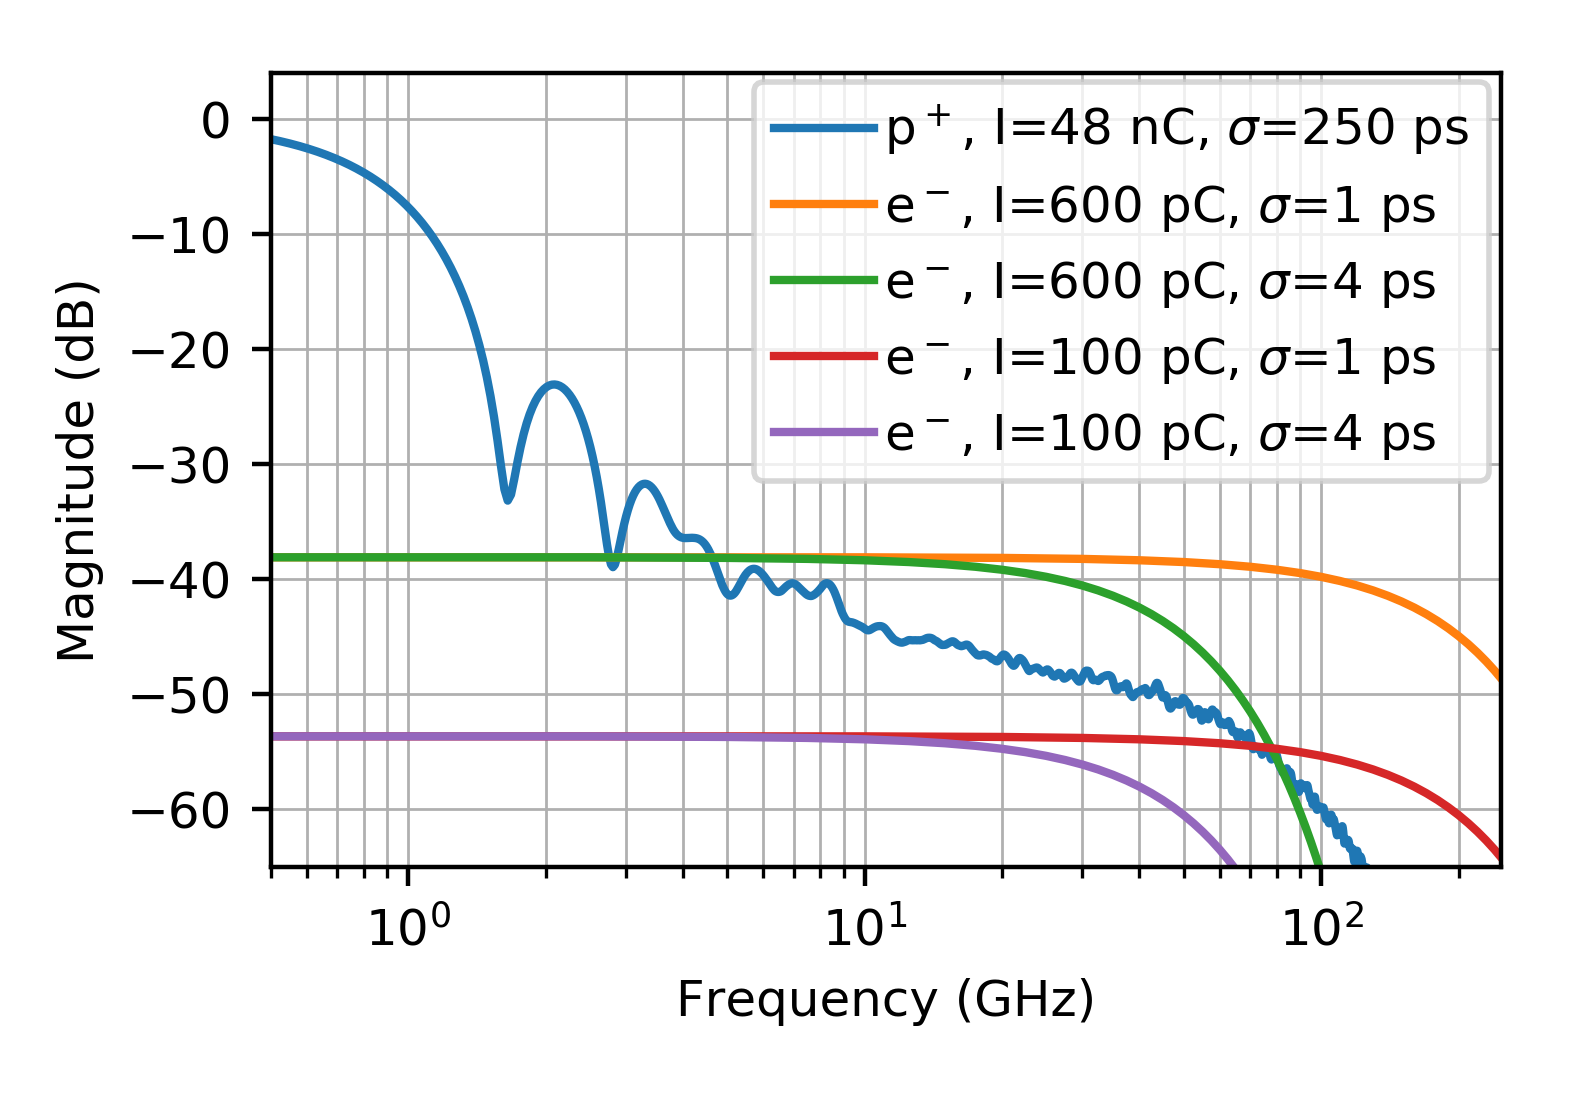 p⁺, I=48 nC, σ=250 ps
e⁻, I=600 pC, σ=1 ps
e⁻, I=600 pC, σ=4 ps
e⁻, I=100 pC, σ=1 ps
e⁻, I=100 pC, σ=4 ps
Magnitude (dB)
0
−10
−20
−30
−40
−50
−60
10⁰ 10¹ 10²
Frequency (GHz)